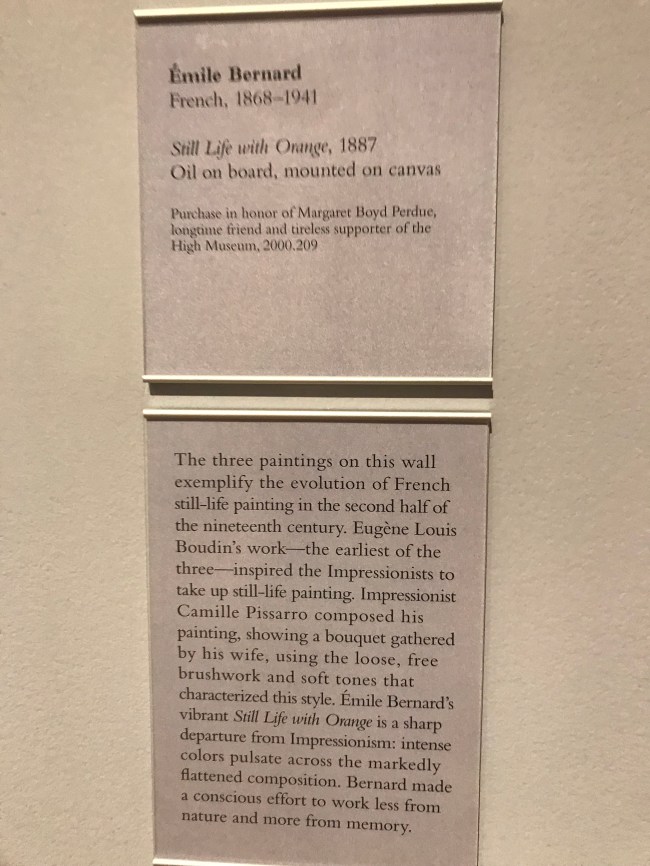 Émile Bernard
French, 1868–1941
Still Life with Orange, 1887
Oil on board, mounted on canvas
Purchase in honor of Margaret Boyd Perdue,
longtime friend and tireless supporter of the
High Museum, 2000.209
The three paintings on this wall
exemplify the evolution of French
still-life painting in the second half of
the nineteenth century. Eugène Louis
Boudin's work—the earliest of the
three—inspired the Impressionists to
take up still-life painting. Impressionist
Camille Pissarro composed his
painting, showing a bouquet gathered
by his wife, using the loose, free
brushwork and soft tones that
characterized this style. Émile Bernard's
vibrant Still Life with Orange is a sharp
departure from Impressionism: intense
colors pulsate across the markedly
flattened composition. Bernard made
a conscious effort to work less from
nature and more from memory.